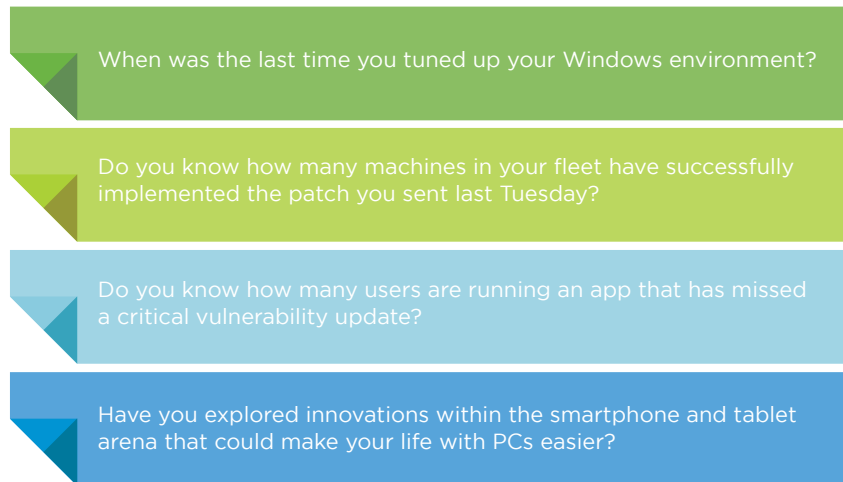 When was the last time you tuned up your Windows environment?
Do you know how many machines in your fleet have successfully
implemented the patch you sent last Tuesday?
Do you know how many users are running an app that has missed
a critical vulnerability update?
Have you explored innovations within the smartphone and tablet
arena that could make your life with PCs easier?